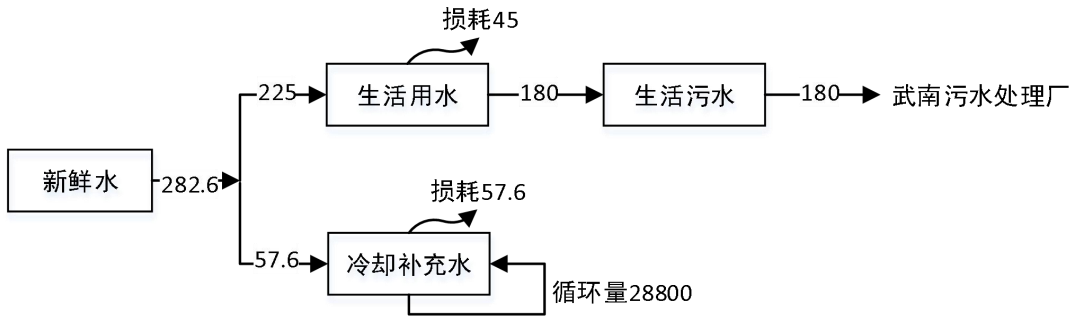 损耗45
225
生活用水
180
生活污水
180
武南污水处理厂
新鲜水
282.6
损耗57.6
57.6
冷却补充水
循环量28800